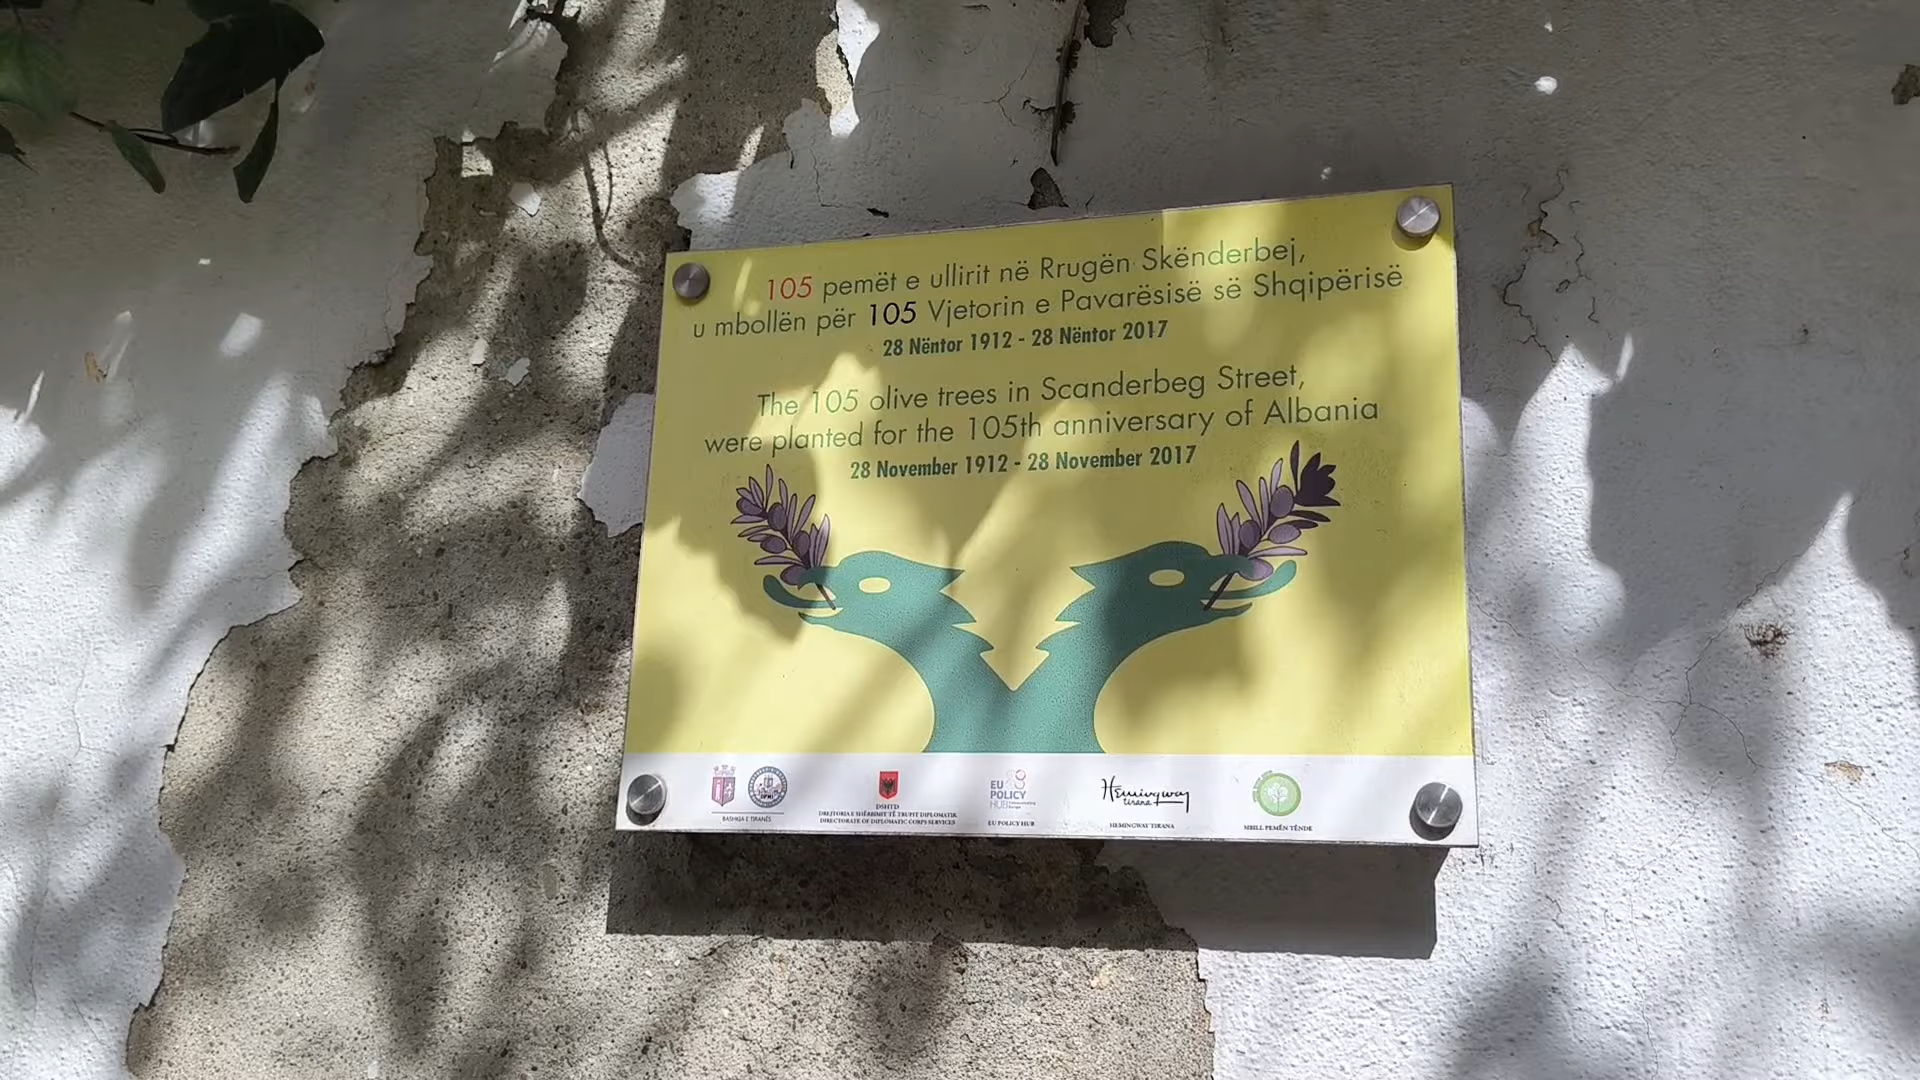 105 pemët e ullirit në Rrugën Skënderbej,
u mbollën për 105 Vjetorin e Pavarësisë së Shqipërisë
28 Nëntor 1912 - 28 Nëntor 2017
The 105 olive trees in Scanderbeg Street,
were planted for the 105th anniversary of Albania
28 November 1912 - 28 November 2017
BASHKIA E TIRANËS
DSHTD
DREJTORIA E SHËRBIMIT TË TRUPIT DIPLOMATIK
DIRECTORATE OF DIPLOMATIC CORPS SERVICES
EU
POLICY
HUB
EU POLICY HUB
Hemingway
tirana
HEMINGWAY TIRANA
MBILL PEMËN TËNDE